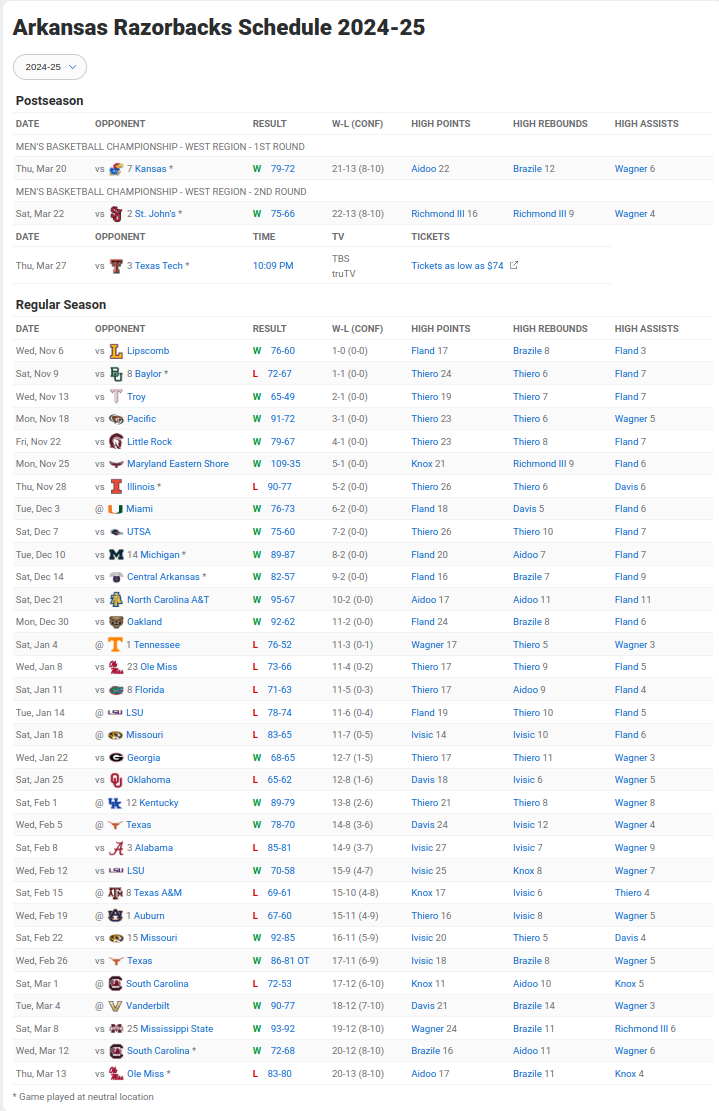 Arkansas Razorbacks Schedule 2024-25
2024-25
Postseason
DATE OPPONENT RESULT W-L (CONF) HIGH POINTS HIGH REBOUNDS HIGH ASSISTS
MEN'S BASKETBALL CHAMPIONSHIP - WEST REGION - 1ST ROUND
Thu, Mar 20 vs 7 Kansas * W 79-72 21-13 (8-10) Aidoo 22 Brazile 12 Wagner 6
MEN'S BASKETBALL CHAMPIONSHIP - WEST REGION - 2ND ROUND
Sat, Mar 22 vs 2 St. John's * W 75-66 22-13 (8-10) Richmond III 16 Richmond III 9 Wagner 4
DATE OPPONENT TIME TV TICKETS
Thu, Mar 27 vs 3 Texas Tech * 10:09 PM TBS truTV Tickets as low as $74
Regular Season
DATE OPPONENT RESULT W-L (CONF) HIGH POINTS HIGH REBOUNDS HIGH ASSISTS
Wed, Nov 6 vs Lipscomb W 76-60 1-0 (0-0) Fland 17 Brazile 8 Fland 3
Sat, Nov 9 vs 8 Baylor * L 72-67 1-1 (0-0) Thiero 24 Thiero 6 Fland 7
Wed, Nov 13 vs Troy W 65-49 2-1 (0-0) Thiero 19 Thiero 7 Fland 7
Mon, Nov 18 vs Pacific W 91-72 3-1 (0-0) Thiero 23 Thiero 6 Wagner 5
Fri, Nov 22 vs Little Rock W 79-67 4-1 (0-0) Thiero 23 Thiero 8 Fland 7
Mon, Nov 25 vs Maryland Eastern Shore W 109-35 5-1 (0-0) Knox 21 Richmond III 9 Fland 6
Thu, Nov 28 vs Illinois * L 90-77 5-2 (0-0) Thiero 26 Thiero 6 Davis 6
Tue, Dec 3 @ Miami W 76-73 6-2 (0-0) Fland 18 Davis 5 Fland 6
Sat, Dec 7 vs UTSA W 75-60 7-2 (0-0) Thiero 26 Thiero 10 Fland 7
Tue, Dec 10 vs 14 Michigan * W 89-87 8-2 (0-0) Fland 20 Aidoo 7 Fland 7
Sat, Dec 14 vs Central Arkansas * W 82-57 9-2 (0-0) Fland 16 Brazile 7 Fland 9
Sat, Dec 21 vs North Carolina A&T W 95-67 10-2 (0-0) Aidoo 17 Aidoo 11 Fland 11
Mon, Dec 30 vs Oakland W 92-62 11-2 (0-0) Fland 24 Brazile 8 Fland 6
Sat, Jan 4 @ 1 Tennessee L 76-52 11-3 (0-1) Wagner 17 Thiero 5 Wagner 3
Wed, Jan 8 vs 23 Ole Miss L 73-66 11-4 (0-2) Thiero 17 Thiero 9 Fland 5
Sat, Jan 11 vs 8 Florida L 71-63 11-5 (0-3) Thiero 17 Aidoo 9 Fland 4
Tue, Jan 14 @ LSU L 78-74 11-6 (0-4) Fland 19 Thiero 10 Fland 5
Sat, Jan 18 @ Missouri L 83-65 11-7 (0-5) Ivisic 14 Ivisic 10 Fland 6
Wed, Jan 22 vs Georgia W 68-65 12-7 (1-5) Thiero 17 Thiero 11 Wagner 3
Sat, Jan 25 vs Oklahoma L 65-62 12-8 (1-6) Davis 18 Ivisic 6 Wagner 5
Sat, Feb 1 @ 12 Kentucky W 89-79 13-8 (2-6) Thiero 21 Thiero 8 Wagner 8
Wed, Feb 5 @ Texas W 78-70 14-8 (3-6) Davis 24 Ivisic 12 Wagner 4
Sat, Feb 8 vs 3 Alabama L 85-81 14-9 (3-7) Ivisic 27 Ivisic 7 Wagner 9
Wed, Feb 12 vs LSU W 70-58 15-9 (4-7) Ivisic 25 Knox 8 Wagner 7
Sat, Feb 15 @ 8 Texas A&M L 69-61 15-10 (4-8) Knox 17 Ivisic 6 Thiero 4
Wed, Feb 19 @ 1 Auburn L 67-60 15-11 (4-9) Thiero 16 Ivisic 8 Wagner 5
Sat, Feb 22 vs 15 Missouri W 92-85 16-11 (5-9) Ivisic 20 Thiero 5 Davis 4
Wed, Feb 26 vs Texas W 86-81 OT 17-11 (6-9) Ivisic 18 Brazile 8 Wagner 5
Sat, Mar 1 @ South Carolina L 72-53 17-12 (6-10) Knox 11 Aidoo 10 Knox 5
Tue, Mar 4 @ Vanderbilt W 90-77 18-12 (7-10) Davis 21 Brazile 14 Wagner 3
Sat, Mar 8 vs 25 Mississippi State W 93-92 19-12 (8-10) Wagner 24 Brazile 11 Richmond III 6
Wed, Mar 12 vs South Carolina * W 72-68 20-12 (8-10) Brazile 16 Aidoo 11 Wagner 6
Thu, Mar 13 vs Ole Miss * L 83-80 20-13 (8-10) Aidoo 17 Brazile 11 Knox 4
* Game played at neutral location